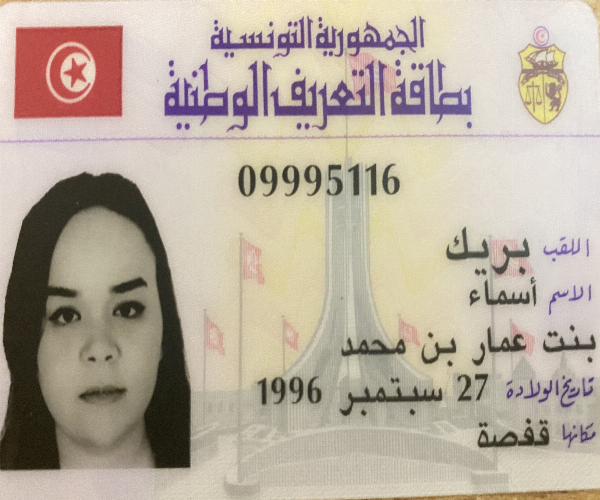 الجمهورية التونسية
بطاقة التعريف الوطنية
09995116
اللقب بريك
الاسم أسماء
بنت عمار بن محمد
تاريخ الولادة 27 سبتمبر 1996
مكانها قفصة